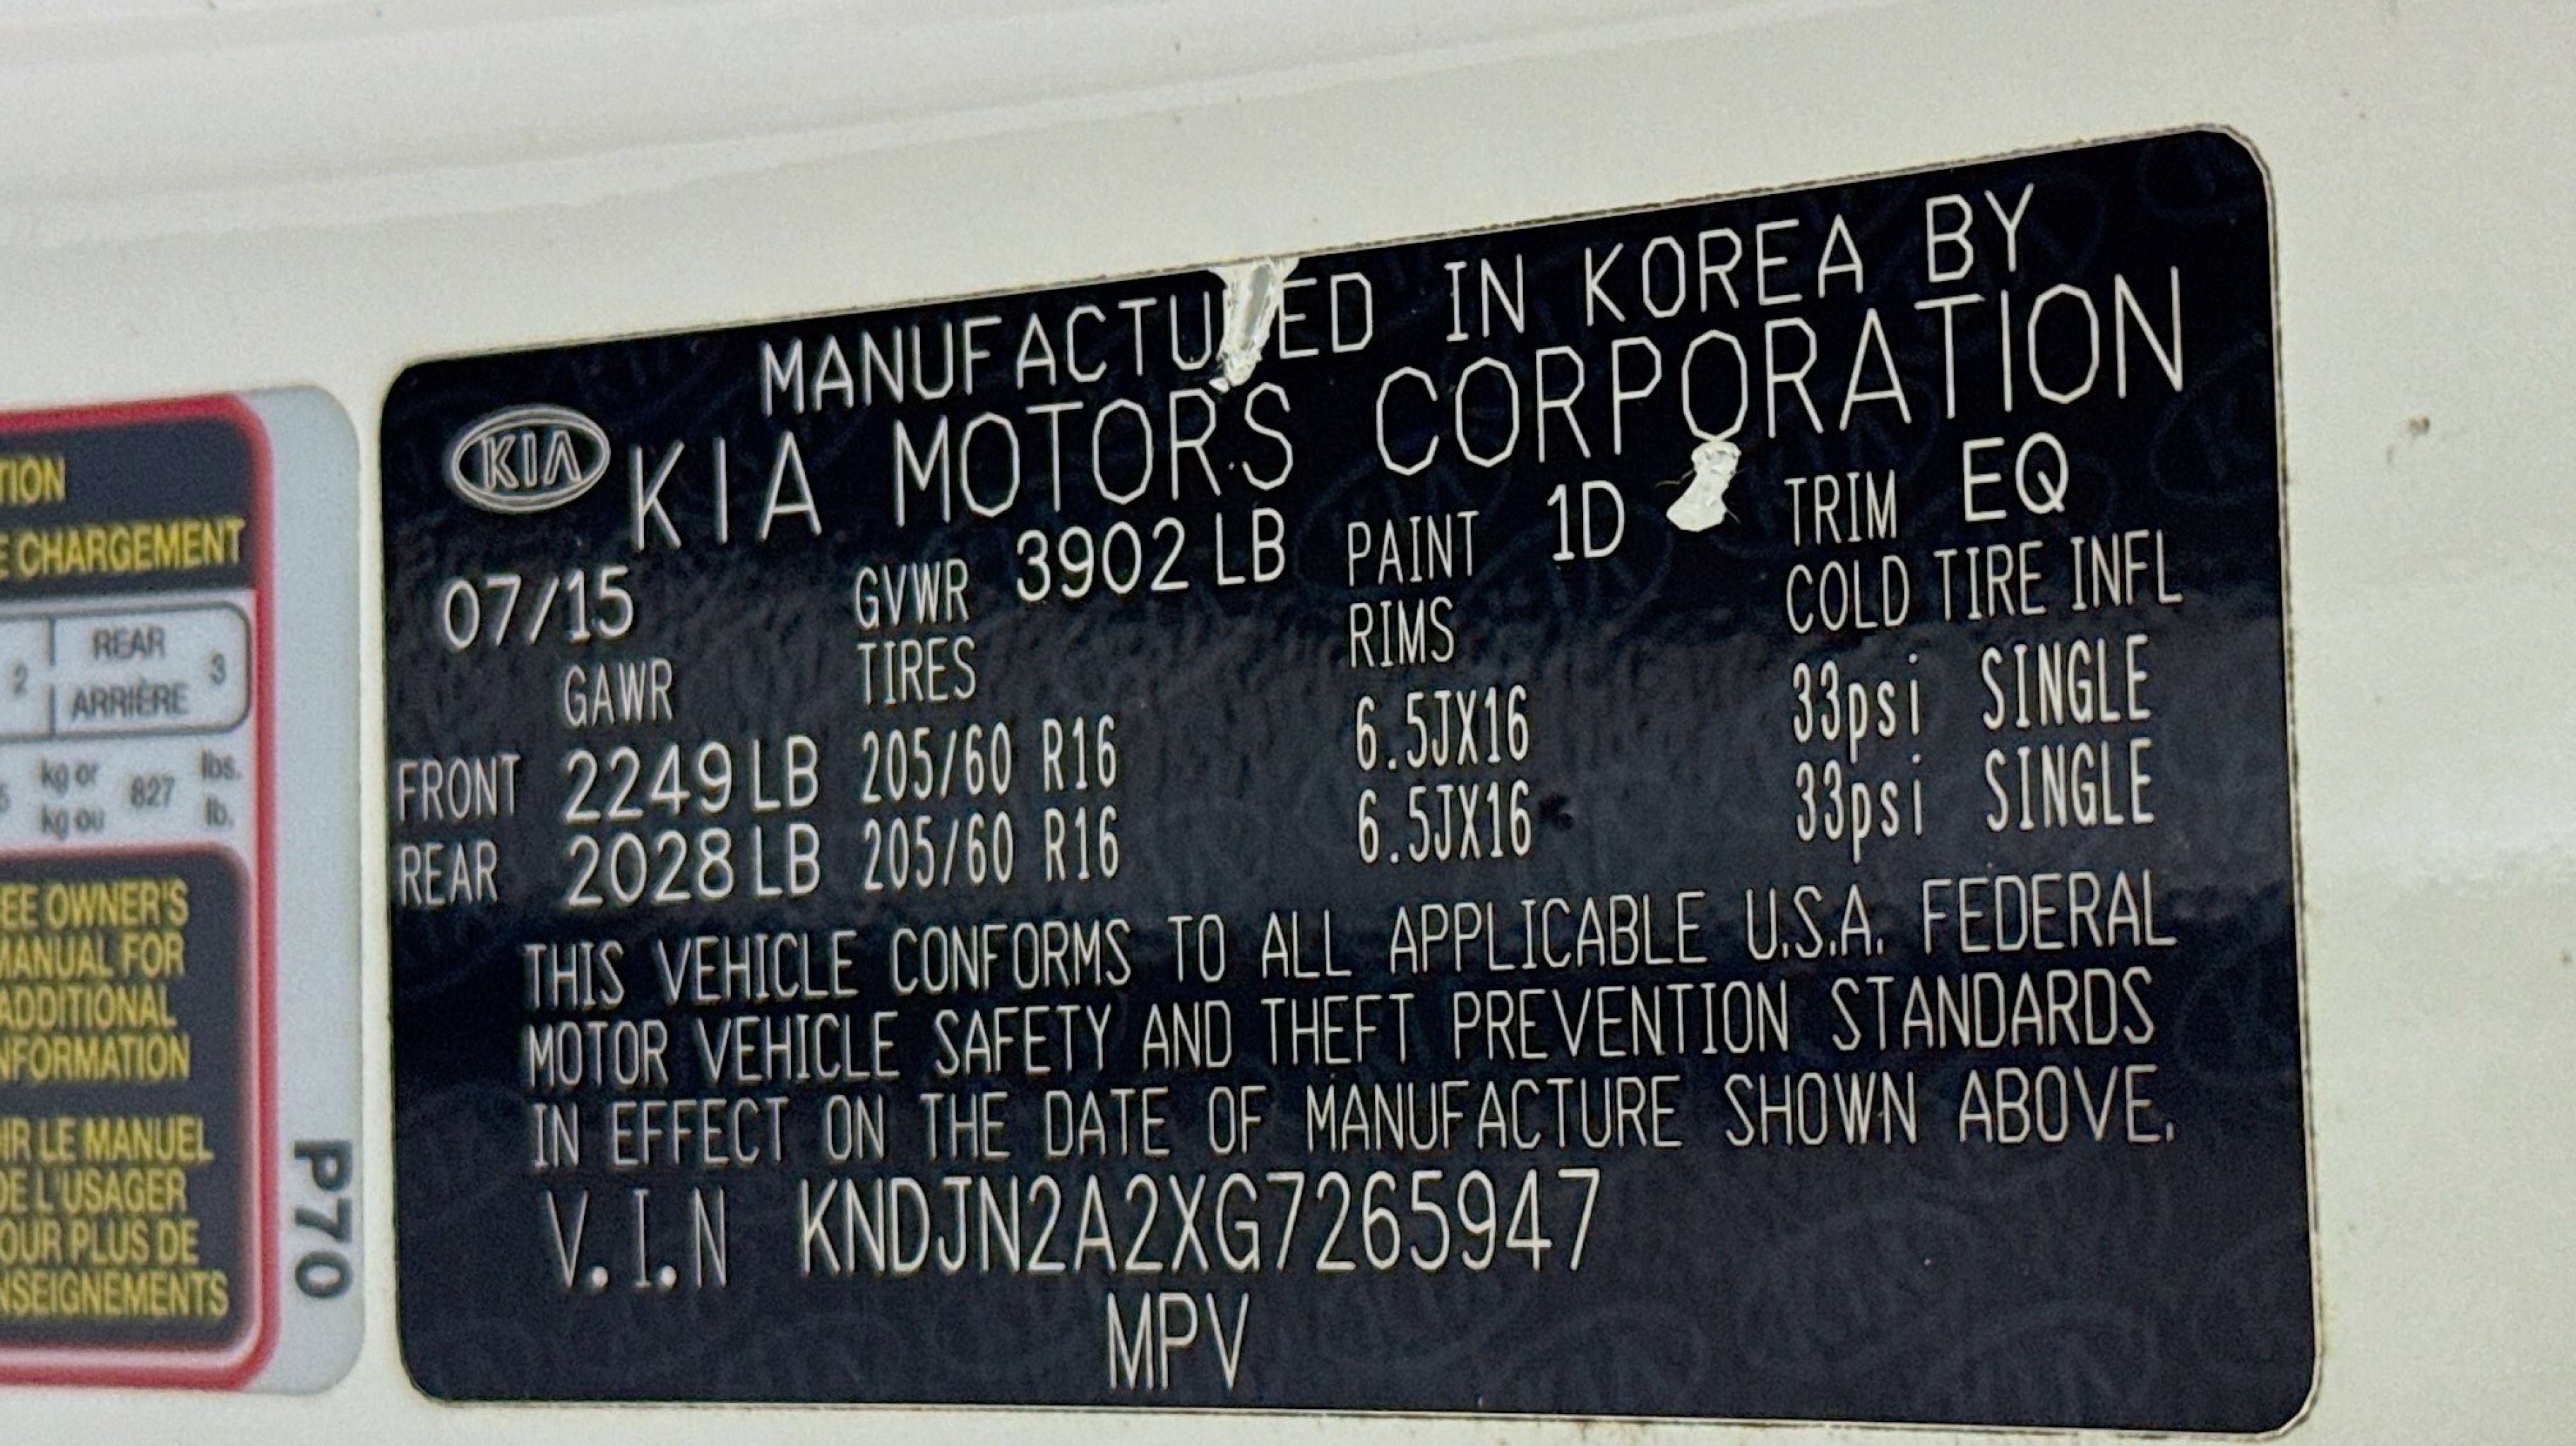 MANUFACTU ED IN KOREA BY
KIA KIA MOTORS CORPORATION
07/15 GVWR 3902 LB PAINT 1D TRIM EQ
GAWR TIRES RIMS COLD TIRE INFL
FRONT 2249 LB 205/60 R16 6.5JX16 33psi SINGLE
REAR 2028 LB 205/60 R16 6.5JX16 33psi SINGLE
THIS VEHICLE CONFORMS TO ALL APPLICABLE U.S.A. FEDERAL
MOTOR VEHICLE SAFETY AND THEFT PREVENTION STANDARDS
IN EFFECT ON THE DATE OF MANUFACTURE SHOWN ABOVE.
V.I.N KNDJN2A2XG7265947
MPV
TION
E CHARGEMENT
2 REAR 3
ARRIÈRE
kg or 827 lbs.
kg ou lb.
EE OWNER'S
MANUAL FOR
ADDITIONAL
NFORMATION
IR LE MANUEL
DE L'USAGER
OUR PLUS DE
NSEIGNEMENTS
P70